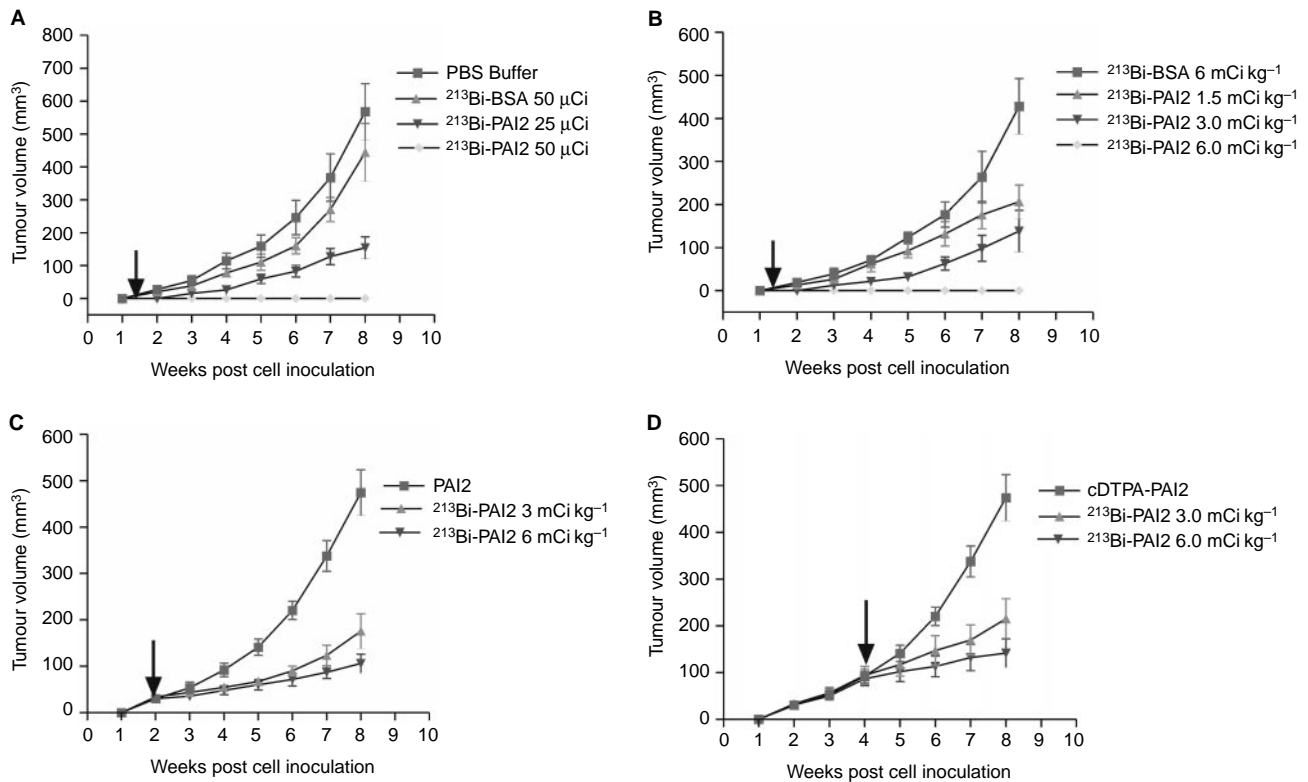 A
Tumour volume (mm³)
800
700
600
500
400
300
200
100
0
0 1 2 3 4 5 6 7 8 9 10
Weeks post cell inoculation
PBS Buffer
²¹³Bi-BSA 50 μCi
²¹³Bi-PAI2 25 μCi
²¹³Bi-PAI2 50 μCi
B
Tumour volume (mm³)
600
500
400
300
200
100
0
0 1 2 3 4 5 6 7 8 9 10
Weeks post cell inoculation
²¹³Bi-BSA 6 mCi kg⁻¹
²¹³Bi-PAI2 1.5 mCi kg⁻¹
²¹³Bi-PAI2 3.0 mCi kg⁻¹
²¹³Bi-PAI2 6.0 mCi kg⁻¹
C
Tumour volume (mm³)
600
500
400
300
200
100
0
0 1 2 3 4 5 6 7 8 9 10
Weeks post cell inoculation
PAI2
²¹³Bi-PAI2 3 mCi kg⁻¹
²¹³Bi-PAI2 6 mCi kg⁻¹
D
Tumour volume (mm³)
600
500
400
300
200
100
0
0 1 2 3 4 5 6 7 8 9 10
Weeks post cell inoculation
cDTPA-PAI2
²¹³Bi-PAI2 3.0 mCi kg⁻¹
²¹³Bi-PAI2 6.0 mCi kg⁻¹